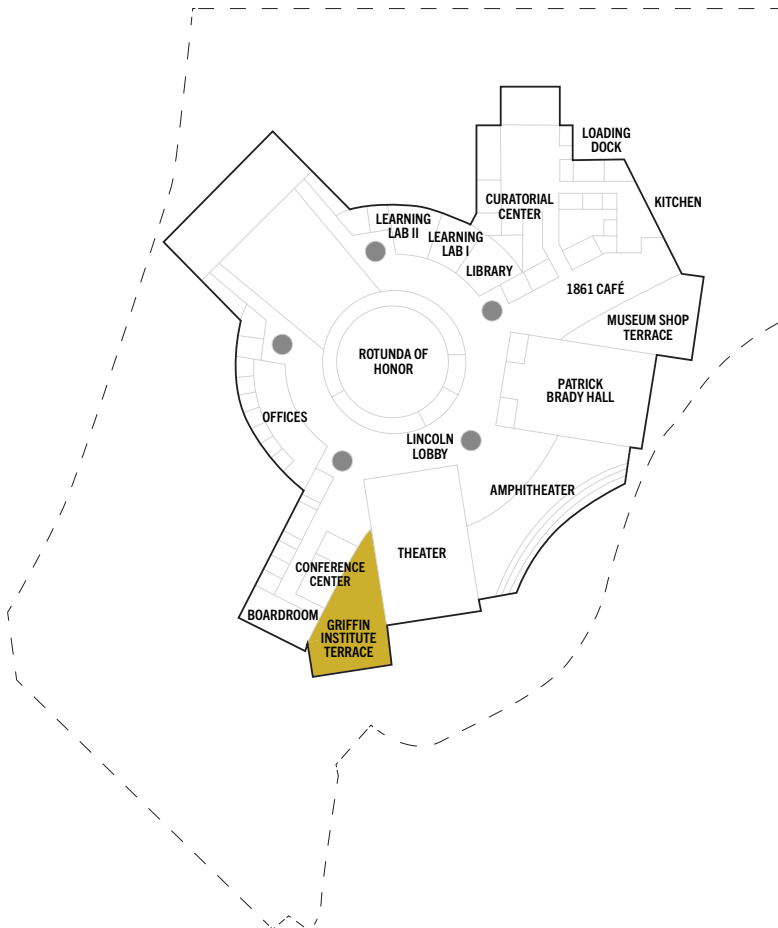 LOADING
DOCK
KITCHEN
CURATORIAL
CENTER
LEARNING
LAB II
LEARNING
LAB I
LIBRARY
1861 CAFÉ
MUSEUM SHOP
TERRACE
ROTUNDA OF
HONOR
PATRICK
BRADY HALL
OFFICES
LINCOLN
LOBBY
AMPHITHEATER
THEATER
CONFERENCE
CENTER
BOARDROOM
GRIFFIN
INSTITUTE
TERRACE